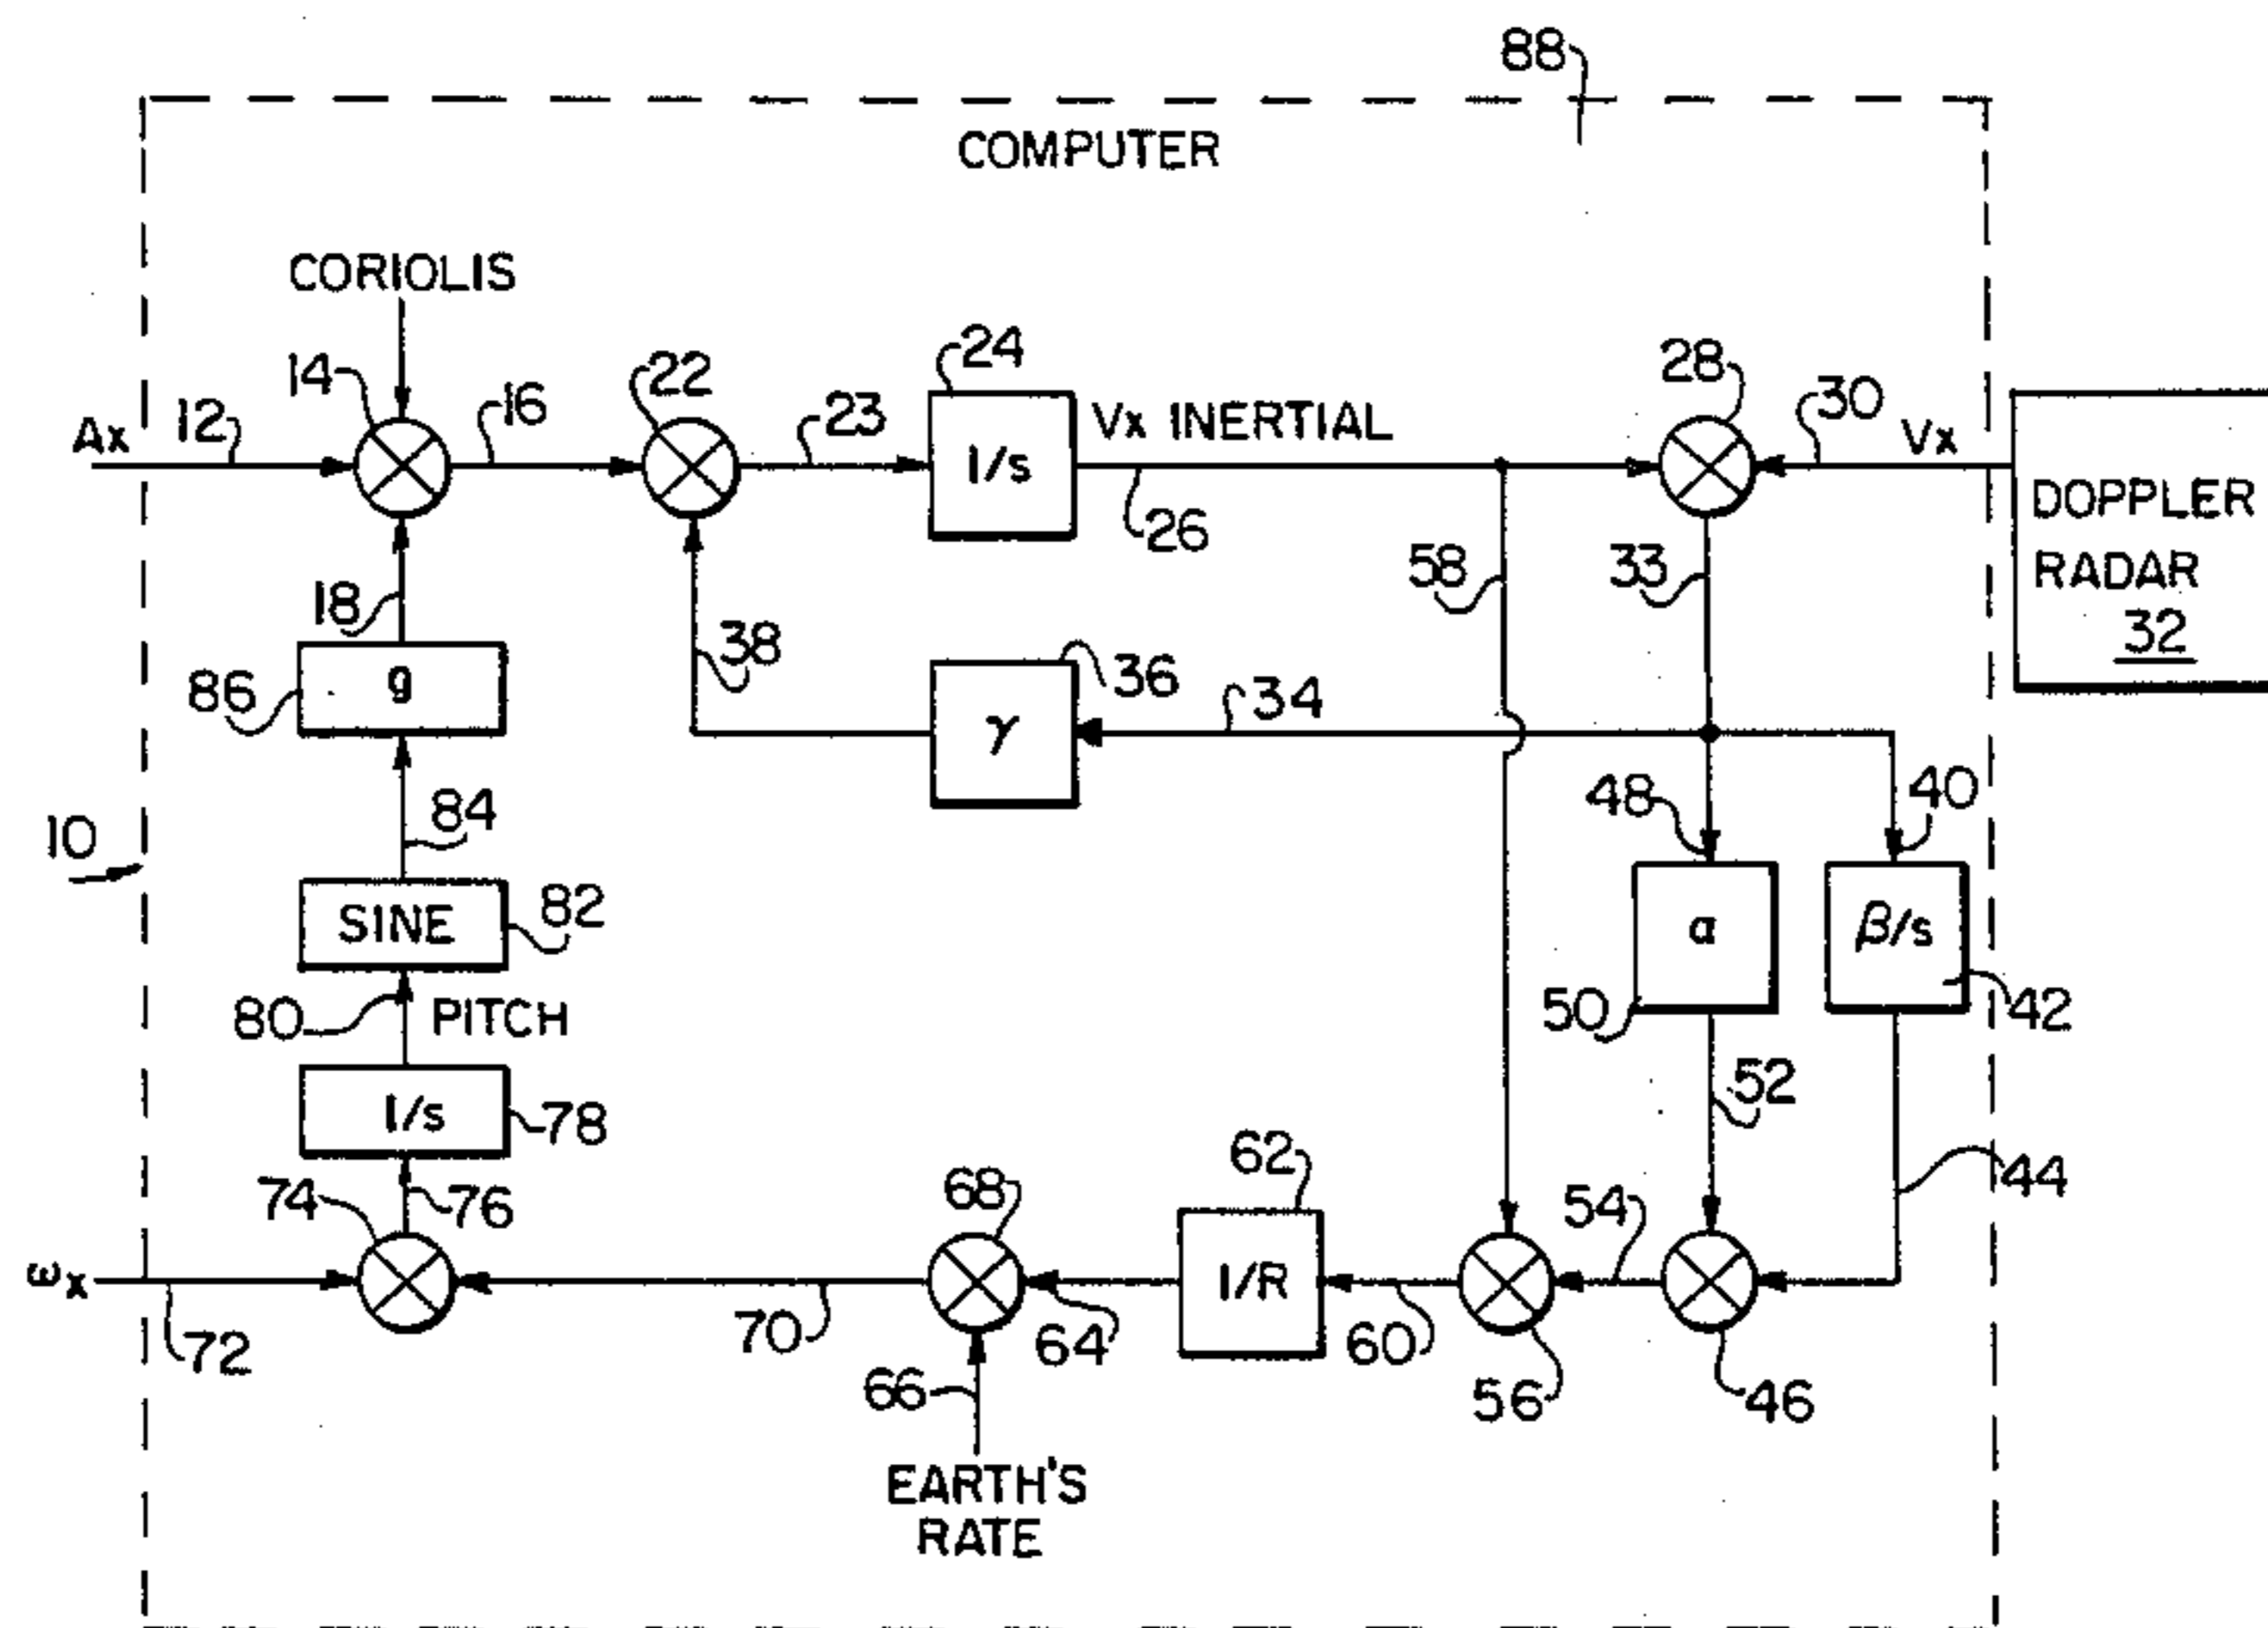 88
COMPUTER
CORIOLIS
14
22
24
28
Ax
12
16
23
Vx INERTIAL
30
Vx
1/s
26
DOPPLER
RADAR
32
18
58
33
86
g
38
36
34
γ
10
84
48
40
SINE
82
α
β/s
80
PITCH
50
42
1/s
78
52
74
76
68
62
54
44
ωx
1/R
72
70
64
60
66
56
46
EARTH'S
RATE